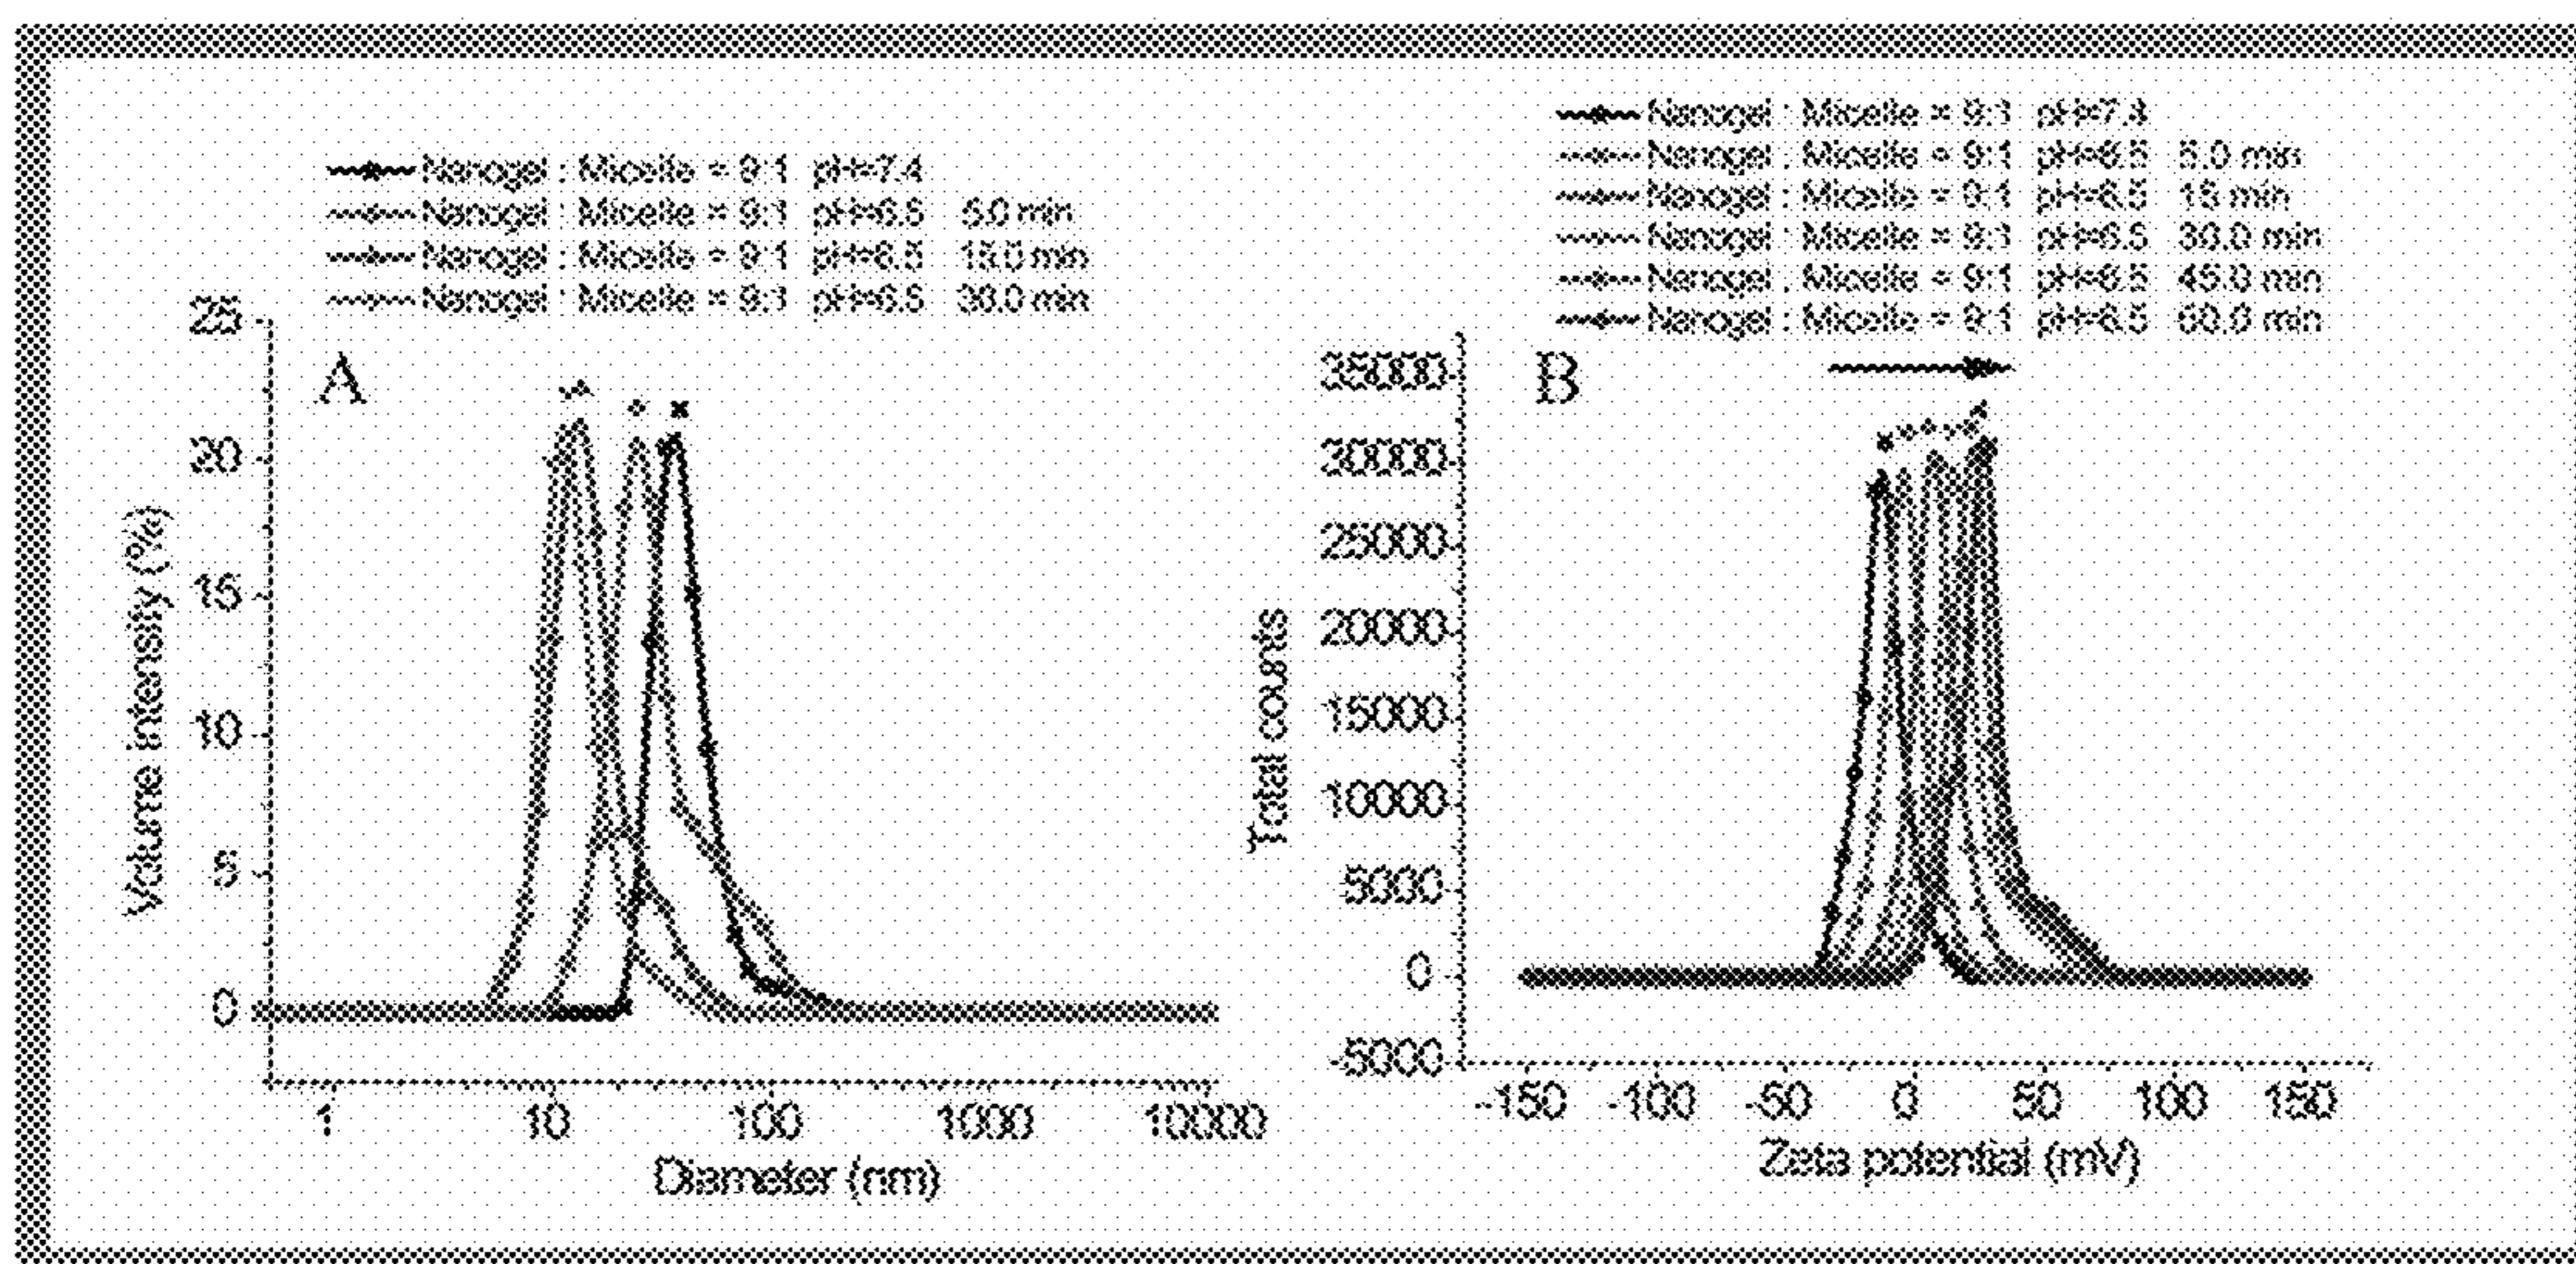 Nanogel : Micelle = 9:1 pH=7.4
Nanogel : Micelle = 9:1 pH=6.5 5.0 min
Nanogel : Micelle = 9:1 pH=6.5 15.0 min
Nanogel : Micelle = 9:1 pH=6.5 30.0 min
A
25
20
15
10
5
0
Volume intensity (%)
1 10 100 1000 10000
Diameter (nm)
Nanogel : Micelle = 9:1 pH=7.4
Nanogel : Micelle = 9:1 pH=6.5 5.0 min
Nanogel : Micelle = 9:1 pH=6.5 15 min
Nanogel : Micelle = 9:1 pH=6.5 30.0 min
Nanogel : Micelle = 9:1 pH=6.5 45.0 min
Nanogel : Micelle = 9:1 pH=6.5 60.0 min
B
35000
30000
25000
20000
15000
10000
5000
0
-5000
Total counts
-150 -100 -50 0 50 100 150
Zeta potential (mV)